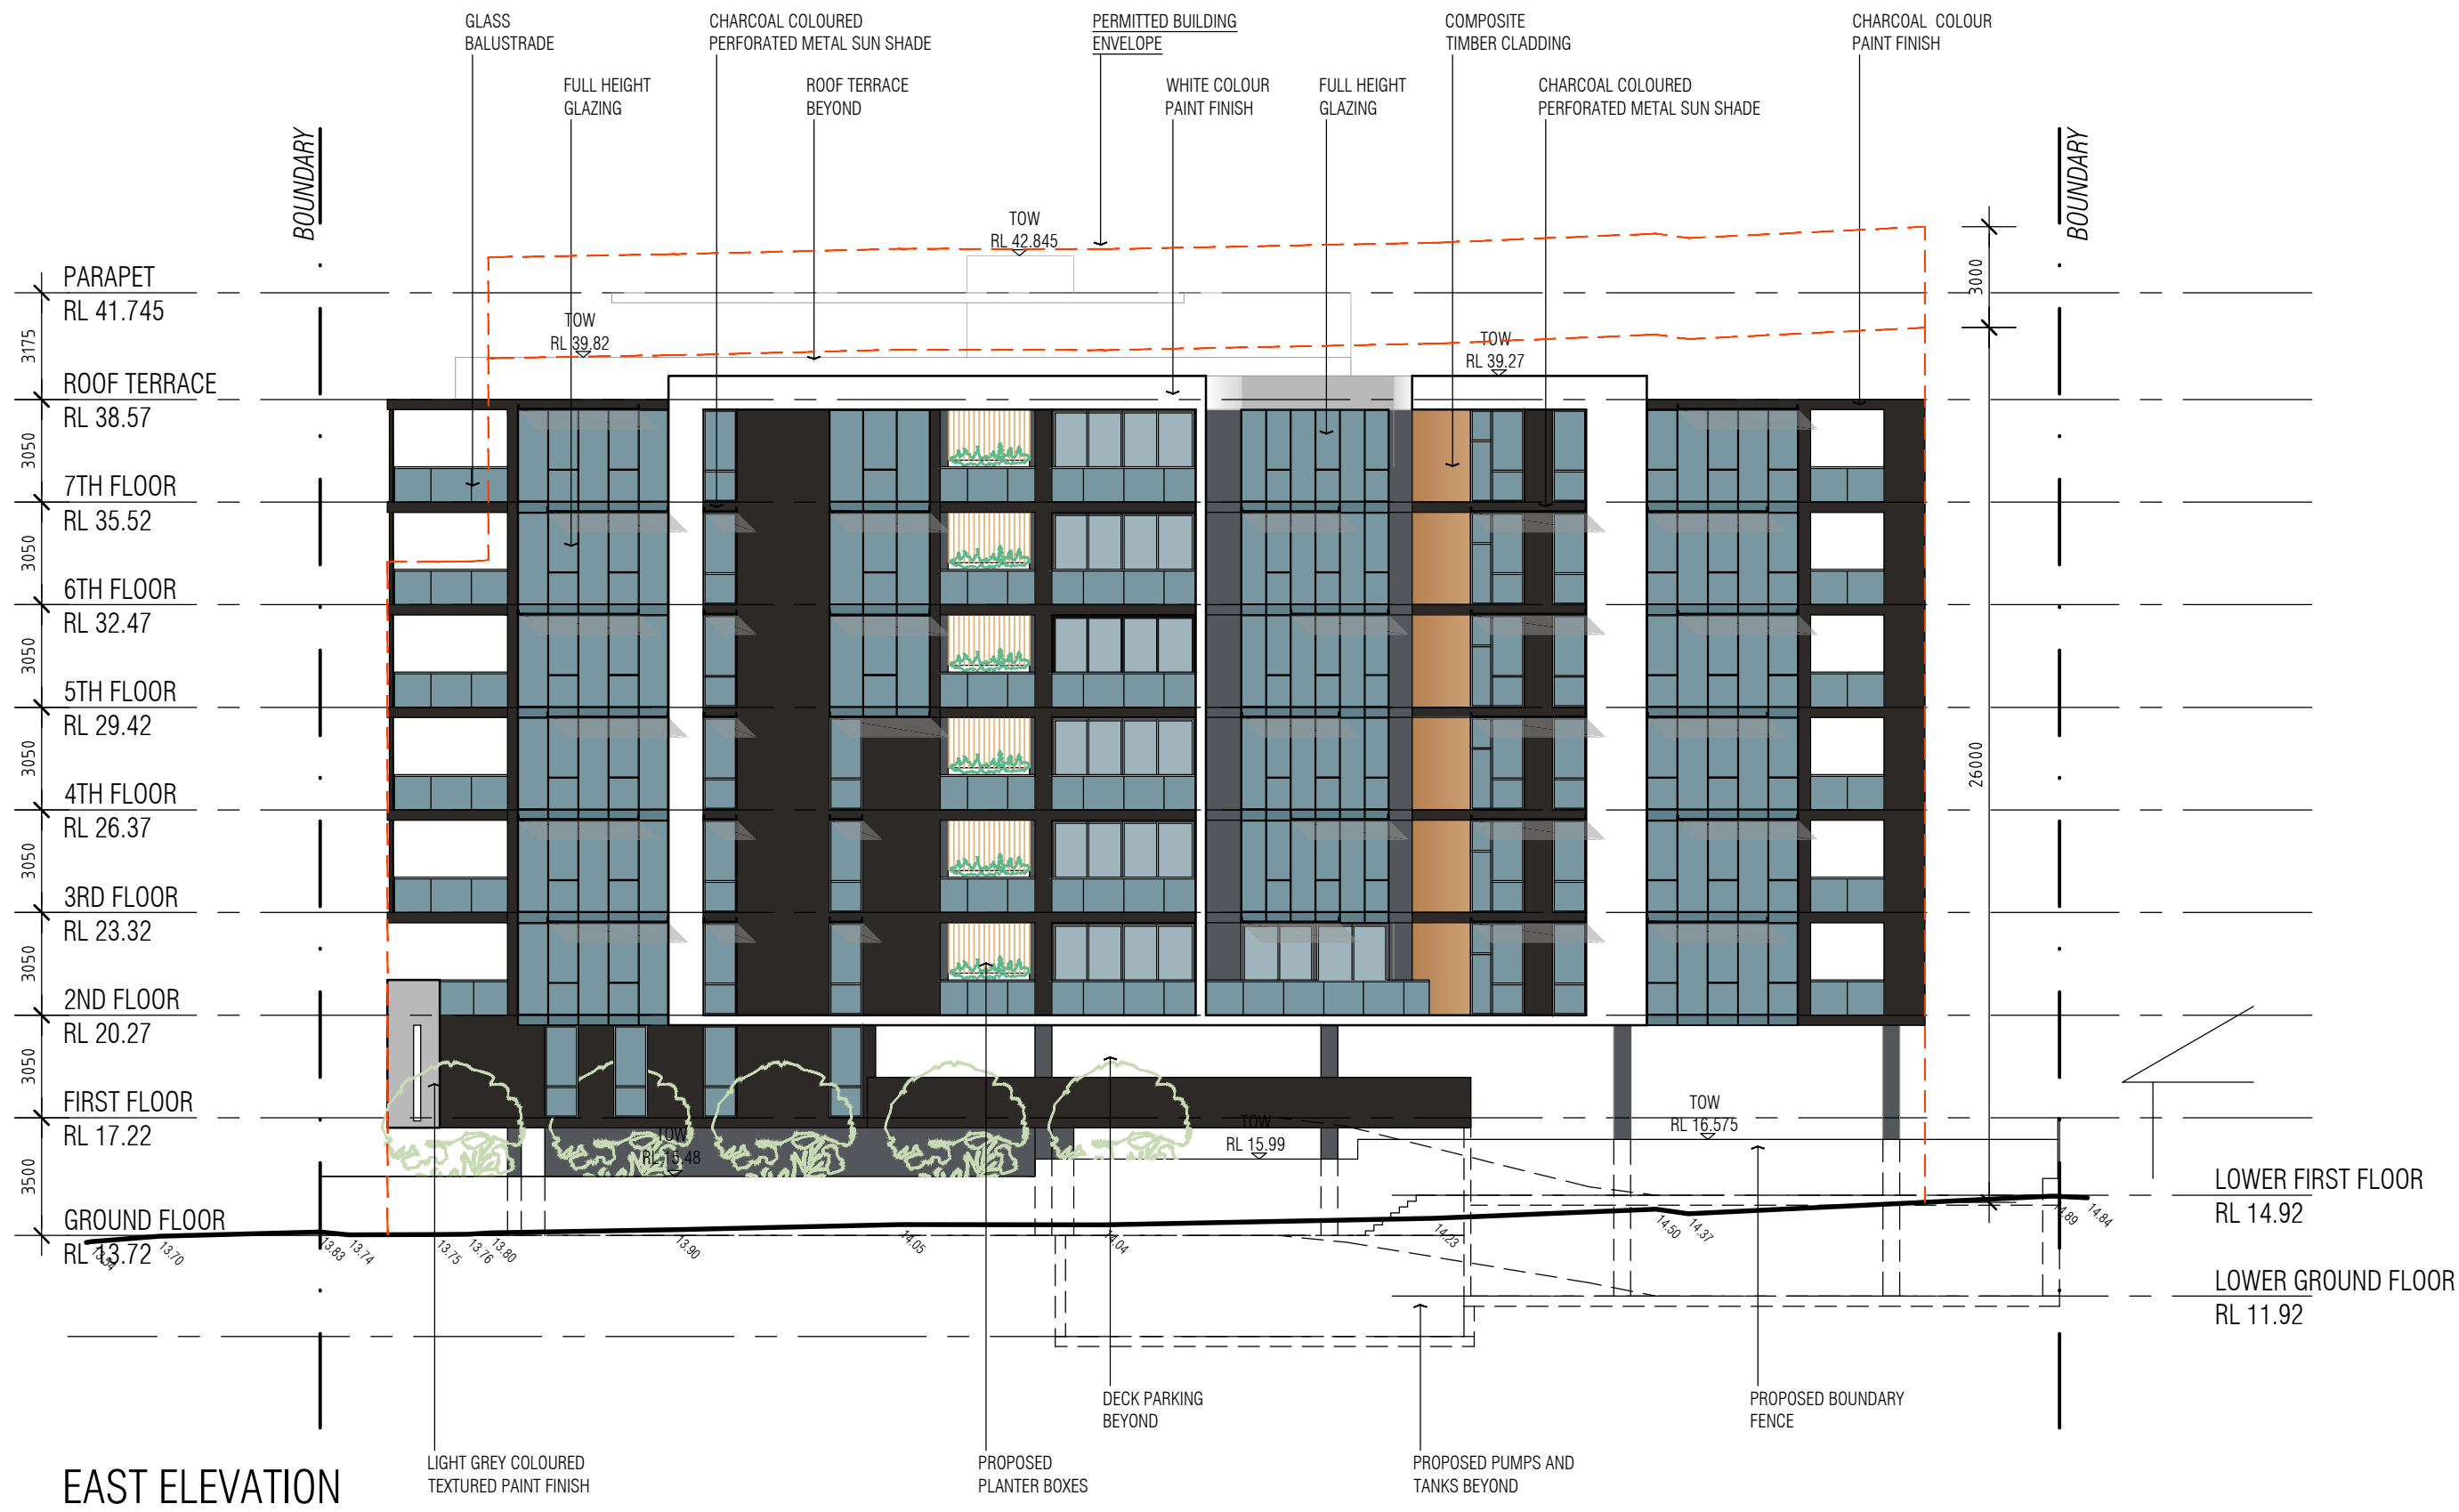 GLASS
BALUSTRADE
CHARCOAL COLOURED
PERFORATED METAL SUN SHADE
PERMITTED BUILDING
ENVELOPE
COMPOSITE
TIMBER CLADDING
CHARCOAL COLOUR
PAINT FINISH
FULL HEIGHT
GLAZING
ROOF TERRACE
BEYOND
WHITE COLOUR
PAINT FINISH
FULL HEIGHT
GLAZING
CHARCOAL COLOURED
PERFORATED METAL SUN SHADE
BOUNDARY
BOUNDARY
TOW
RL 42.845
3000
PARAPET
RL 41.745
TOW
RL 39.82
TOW
RL 39.27
3175
ROOF TERRACE
RL 38.57
3050
7TH FLOOR
RL 35.52
3050
6TH FLOOR
RL 32.47
3050
5TH FLOOR
RL 29.42
3050
26000
4TH FLOOR
RL 26.37
3050
3RD FLOOR
RL 23.32
3050
2ND FLOOR
RL 20.27
3050
FIRST FLOOR
RL 17.22
TOW
RL 15.48
TOW
RL 15.99
TOW
RL 16.575
3500
LOWER FIRST FLOOR
RL 14.92
GROUND FLOOR
RL 13.72
13.70
13.83
13.74
13.75
13.76
13.80
13.90
14.05
14.04
14.23
14.50
14.37
14.89
14.84
LOWER GROUND FLOOR
RL 11.92
DECK PARKING
BEYOND
PROPOSED BOUNDARY
FENCE
LIGHT GREY COLOURED
TEXTURED PAINT FINISH
PROPOSED
PLANTER BOXES
PROPOSED PUMPS AND
TANKS BEYOND
EAST ELEVATION